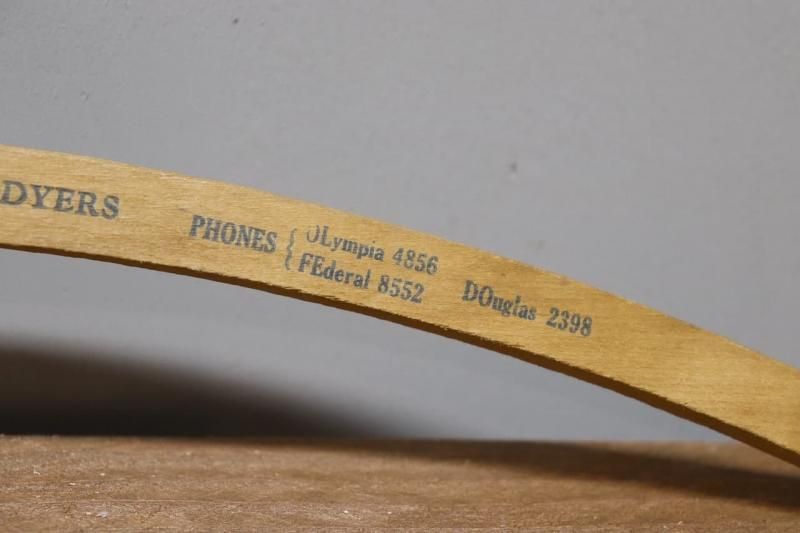 DYERS PHONES { OLympia 4856 DOuglas 2398
FEderal 8552